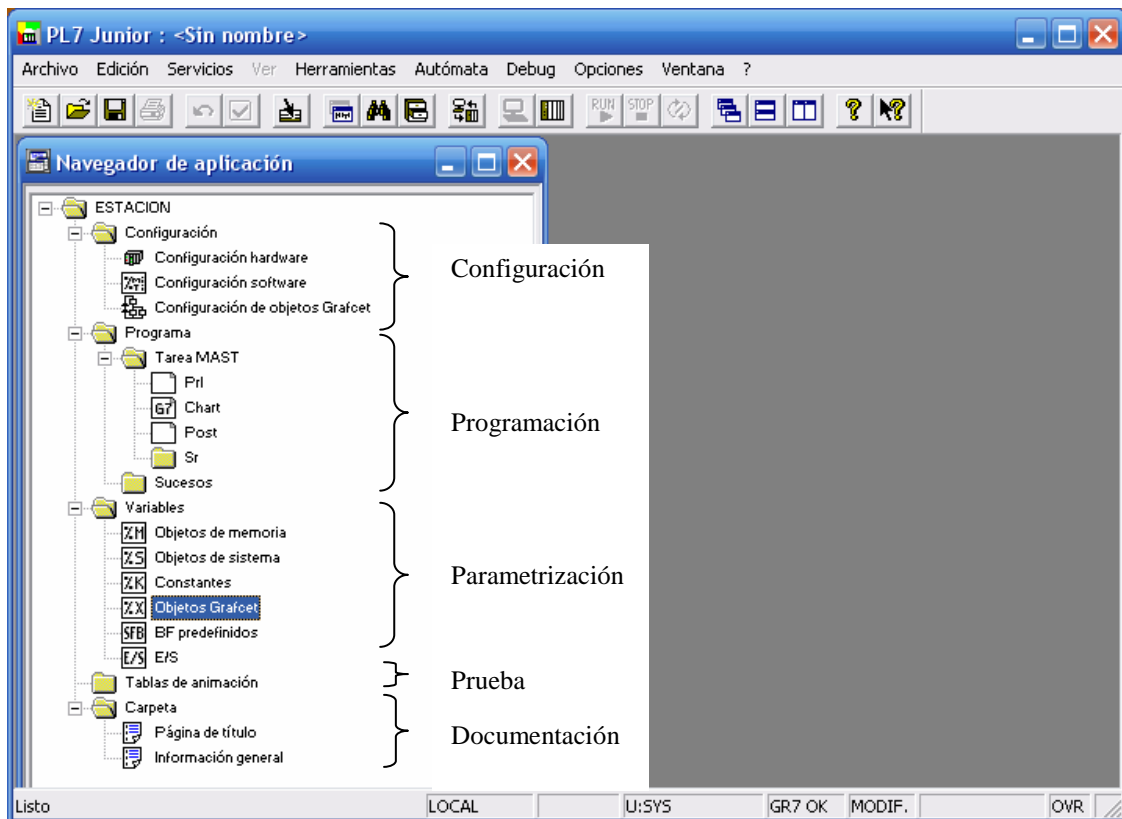 PL7 Junior : <Sin nombre>
Archivo Edición Servicios Ver Herramientas Autómata Debug Opciones Ventana ?
RUN STOP
Navegador de aplicación
ESTACION
Configuración
Configuración hardware
Configuración software
Configuración de objetos Grafcet
Configuración
Programa
Tarea MAST
Prl
G7 Chart
Post
Sr
Sucesos
Programación
Variables
%M Objetos de memoria
%S Objetos de sistema
%K Constantes
%X Objetos Grafcet
SFB BF predefinidos
E/S E/S
Parametrización
Tablas de animación
Prueba
Carpeta
Página de título
Información general
Documentación
Listo LOCAL U:SYS GR7 OK MODIF. OVR